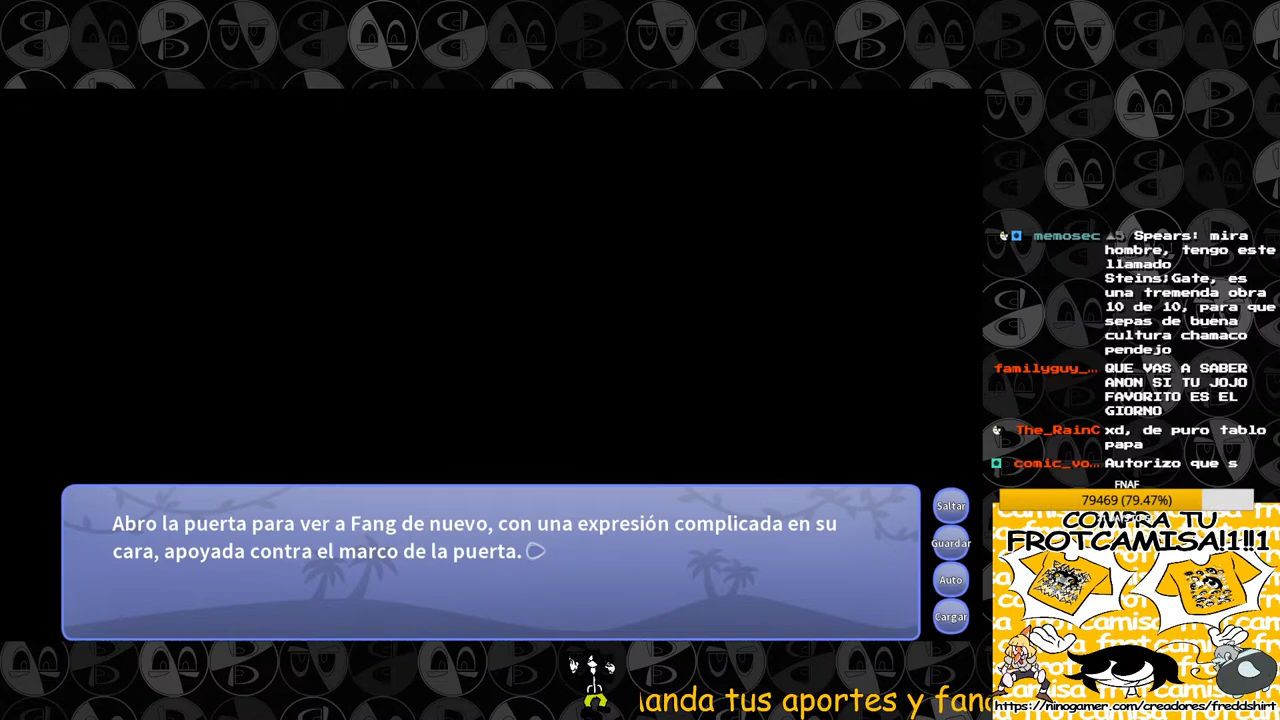 memosec 5 Spears: mira
hombre, tengo este
llamado
Steins;Gate, es
una tremenda obra
10 de 10, para que
sepas de buena
cultura chamaco
pendejo
familyguy_... QUE VAS A SABER
ANON SI TU JOJO
FAVORITO ES EL
GIORNO
The_RainC xd, de puro tablo
papa
comic_vo... Autorizo que s
FNAF
79469 (79.47%)
COMPRA TU
FROTCAMISA!1!!1
Abro la puerta para ver a Fang de nuevo, con una expresión complicada en su
cara, apoyada contra el marco de la puerta.
Saltar
Guardar
Auto
Cargar
anda tus aportes y fan
https://ninogamer.com/creadores/freddshirt